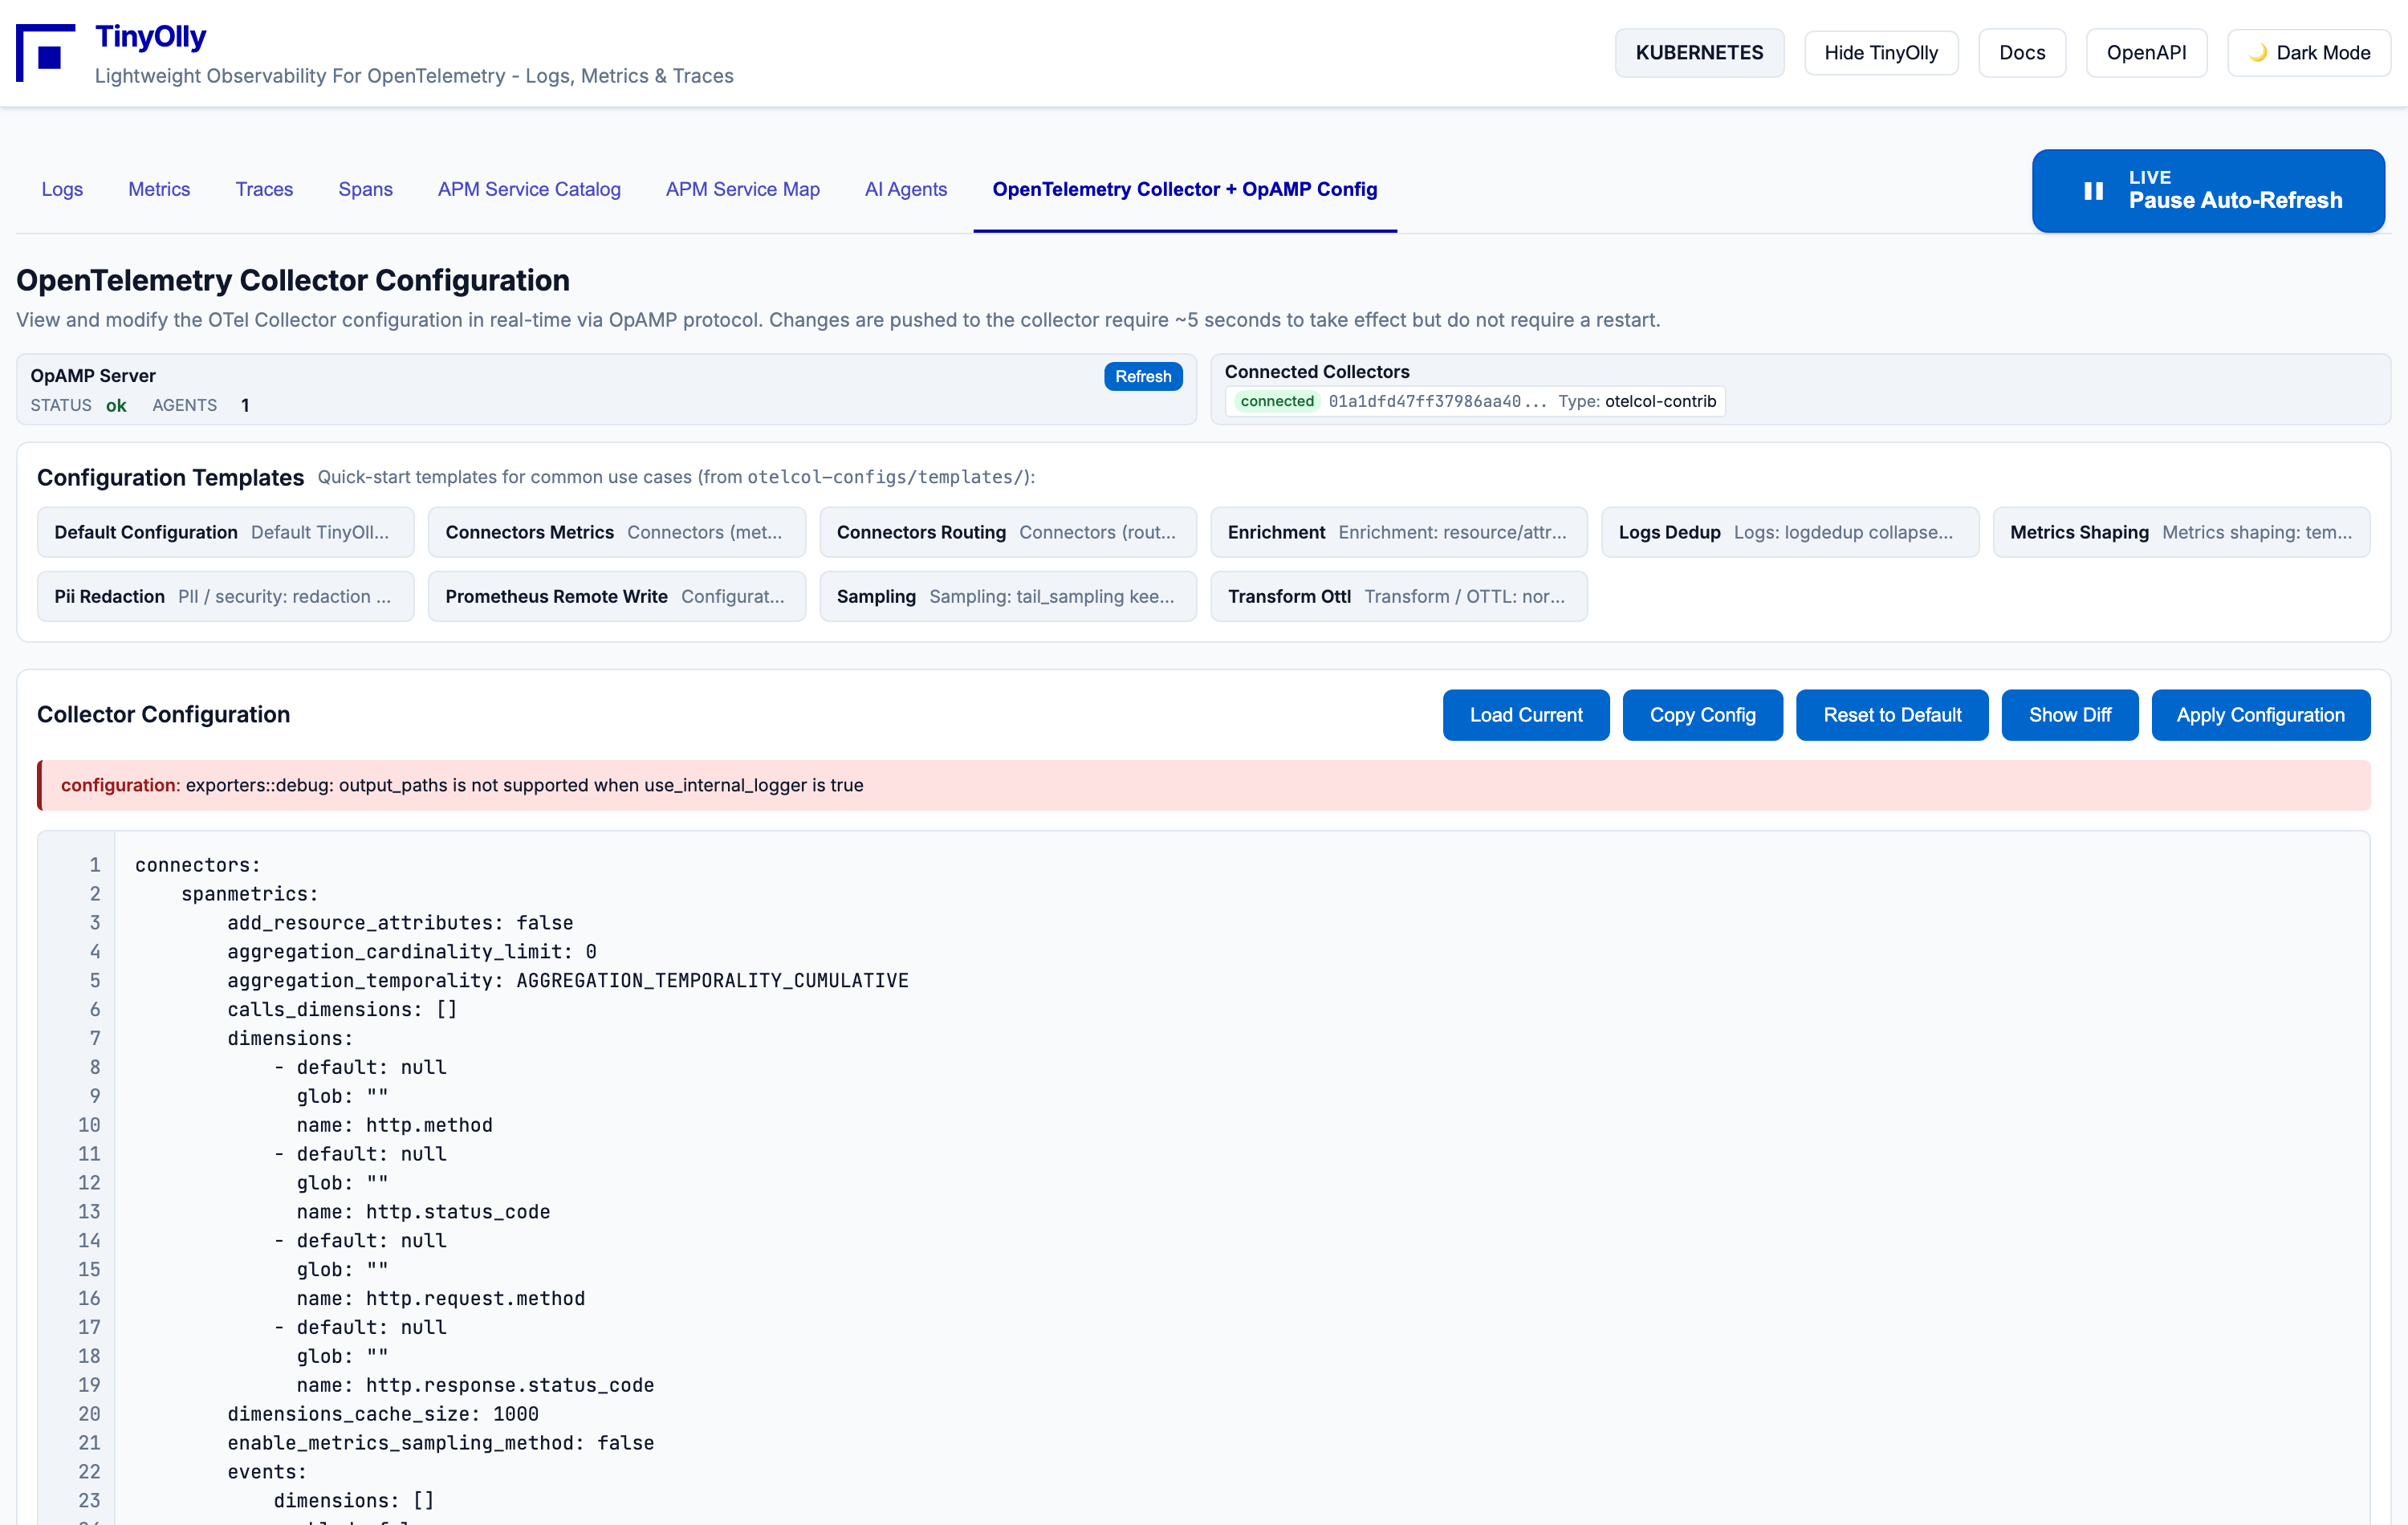 TinyOlly
Lightweight Observability For OpenTelemetry - Logs, Metrics & Traces
KUBERNETES
Hide TinyOlly
Docs
OpenAPI
🌙 Dark Mode
Logs
Metrics
Traces
Spans
APM Service Catalog
APM Service Map
AI Agents
OpenTelemetry Collector + OpAMP Config
LIVE
Pause Auto-Refresh
OpenTelemetry Collector Configuration
View and modify the OTel Collector configuration in real-time via OpAMP protocol. Changes are pushed to the collector require ~5 seconds to take effect but do not require a restart.
OpAMP Server
Refresh
STATUS ok AGENTS 1
Connected Collectors
connected 01a1dfd47ff37986aa40... Type: otelcol-contrib
Configuration Templates Quick-start templates for common use cases (from otelcol-configs/templates/):
Default Configuration Default TinyOll...
Connectors Metrics Connectors (met...
Connectors Routing Connectors (rout...
Enrichment Enrichment: resource/attr...
Logs Dedup Logs: logdedup collapse...
Metrics Shaping Metrics shaping: tem...
Pii Redaction PII / security: redaction ...
Prometheus Remote Write Configurat...
Sampling Sampling: tail_sampling kee...
Transform Ottl Transform / OTTL: nor...
Collector Configuration
Load Current
Copy Config
Reset to Default
Show Diff
Apply Configuration
configuration: exporters::debug: output_paths is not supported when use_internal_logger is true
1 connectors:
2 spanmetrics:
3 add_resource_attributes: false
4 aggregation_cardinality_limit: 0
5 aggregation_temporality: AGGREGATION_TEMPORALITY_CUMULATIVE
6 calls_dimensions: []
7 dimensions:
8 - default: null
9 glob: ""
10 name: http.method
11 - default: null
12 glob: ""
13 name: http.status_code
14 - default: null
15 glob: ""
16 name: http.request.method
17 - default: null
18 glob: ""
19 name: http.response.status_code
20 dimensions_cache_size: 1000
21 enable_metrics_sampling_method: false
22 events:
23 dimensions: []